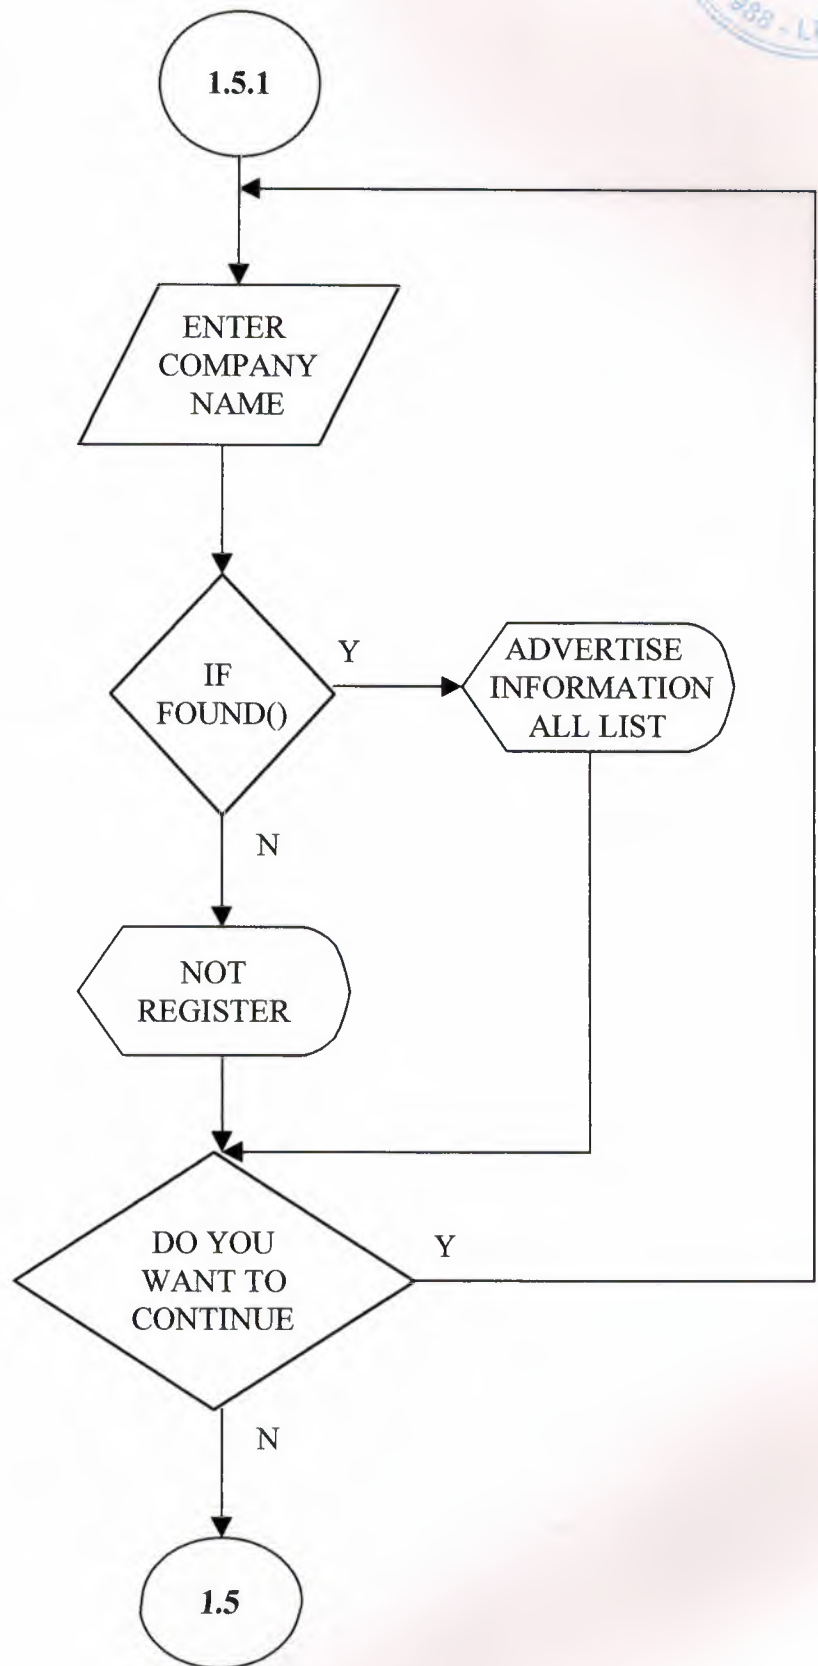 1.5.1
ENTER
COMPANY
NAME
IF
FOUND()
Y
ADVERTISE
INFORMATION
ALL LIST
N
NOT
REGISTER
DO YOU
WANT TO
CONTINUE
Y
N
1.5